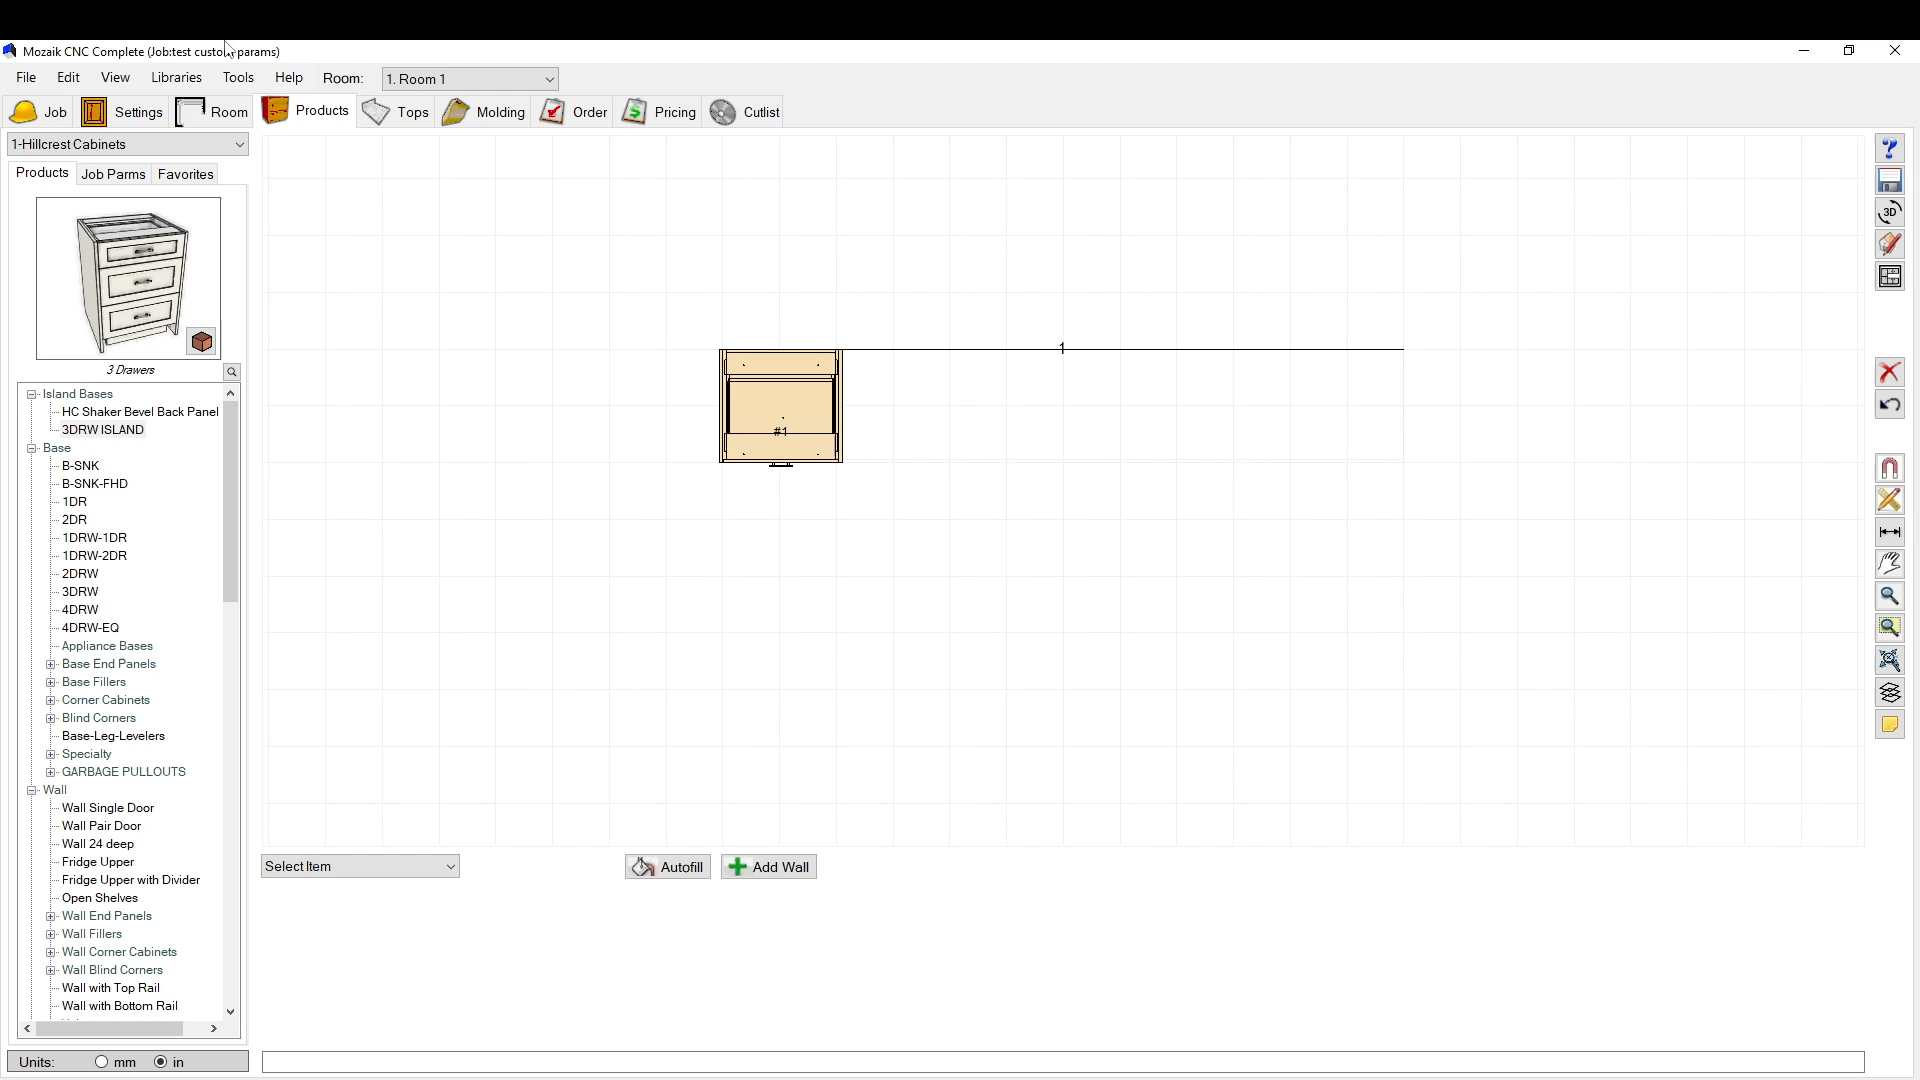 Mozaik CNC Complete (Job:test custom params)
File Edit View Libraries Tools Help Room: 1. Room 1
Job Settings Room Products Tops Molding Order Pricing Cutlist
1-Hillcrest Cabinets
Products Job Parms Favorites
3 Drawers
Island Bases
HC Shaker Bevel Back Panel
3DRW ISLAND
Base
B-SNK
B-SNK-FHD
1DR
2DR
1DRW-1DR
1DRW-2DR
2DRW
3DRW
4DRW
4DRW-EQ
Appliance Bases
Base End Panels
Base Fillers
Corner Cabinets
Blind Corners
Base-Leg-Levelers
Specialty
GARBAGE PULLOUTS
Wall
Wall Single Door
Wall Pair Door
Wall 24 deep
Fridge Upper
Fridge Upper with Divider
Open Shelves
Wall End Panels
Wall Fillers
Wall Corner Cabinets
Wall Blind Corners
Wall with Top Rail
Wall with Bottom Rail
Units: mm in
1
#1
Select Item Autofill Add Wall
?
3D